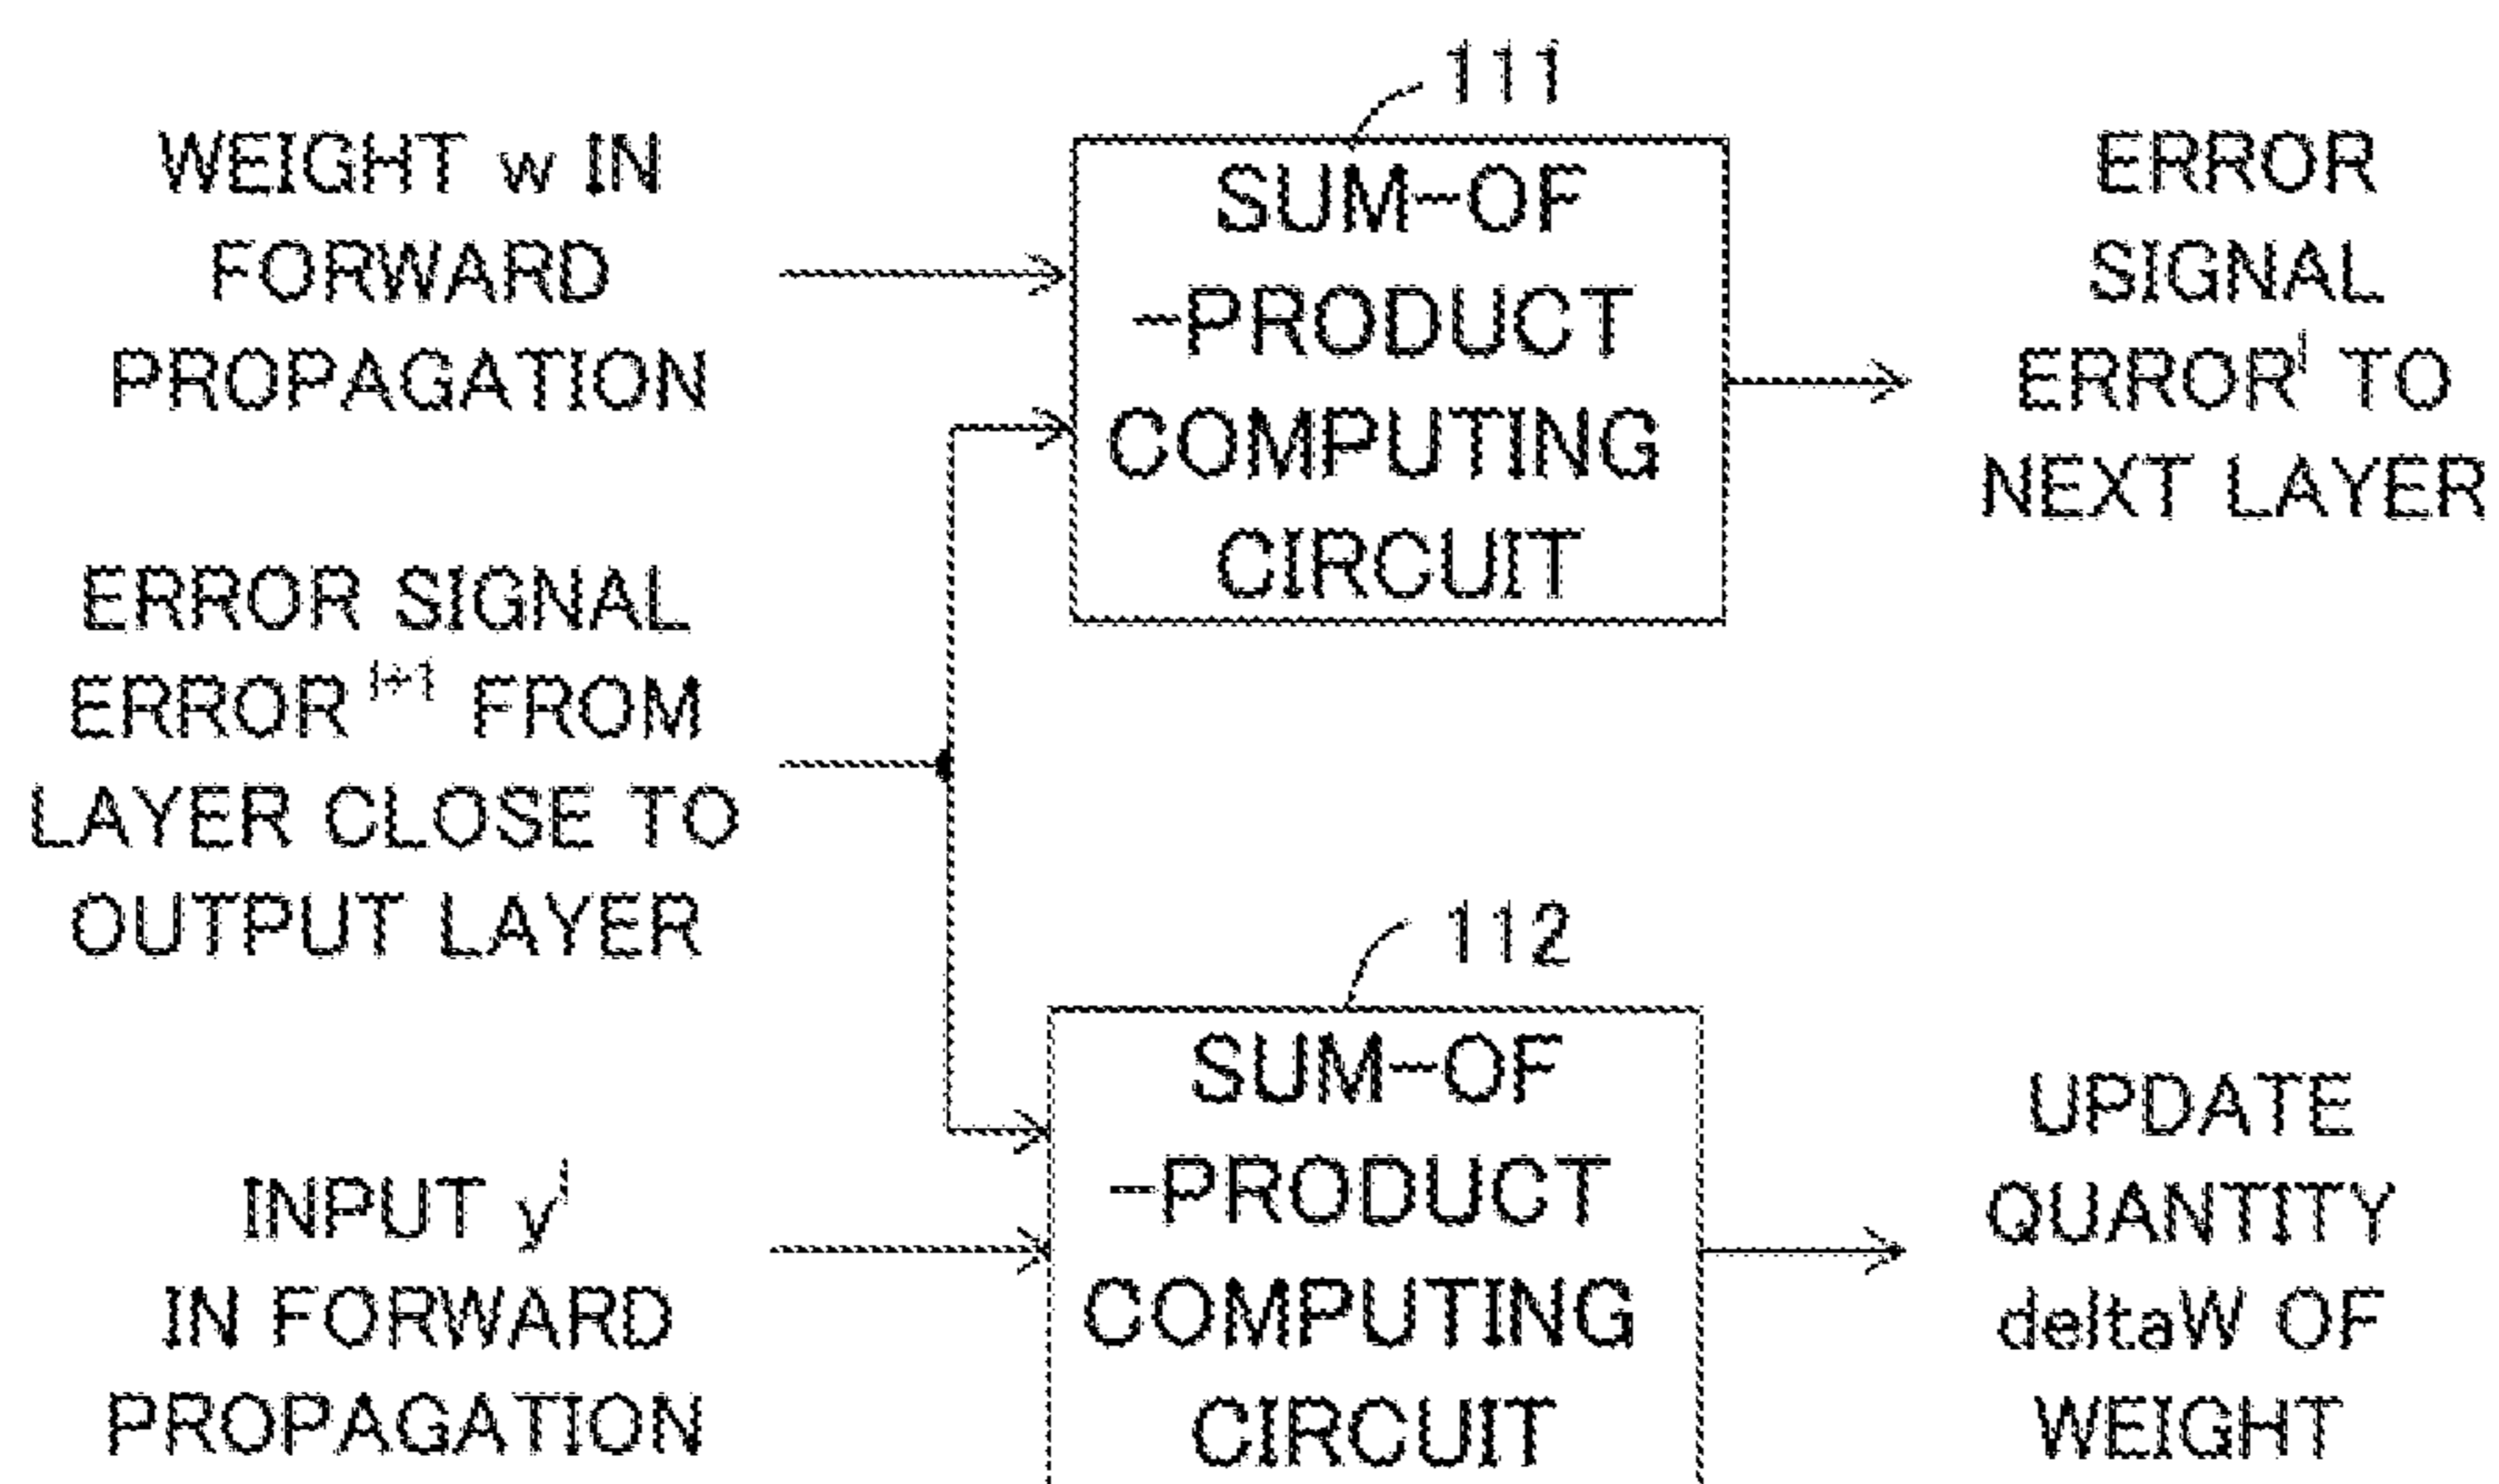 111
WEIGHT w IN
FORWARD
PROPAGATION
SUM-OF
-PRODUCT
COMPUTING
CIRCUIT
ERROR
SIGNAL
ERROR^l TO
NEXT LAYER
ERROR SIGNAL
ERROR^l+1 FROM
LAYER CLOSE TO
OUTPUT LAYER
112
INPUT y^l
IN FORWARD
PROPAGATION
SUM-OF
-PRODUCT
COMPUTING
CIRCUIT
UPDATE
QUANTITY
deltaW OF
WEIGHT